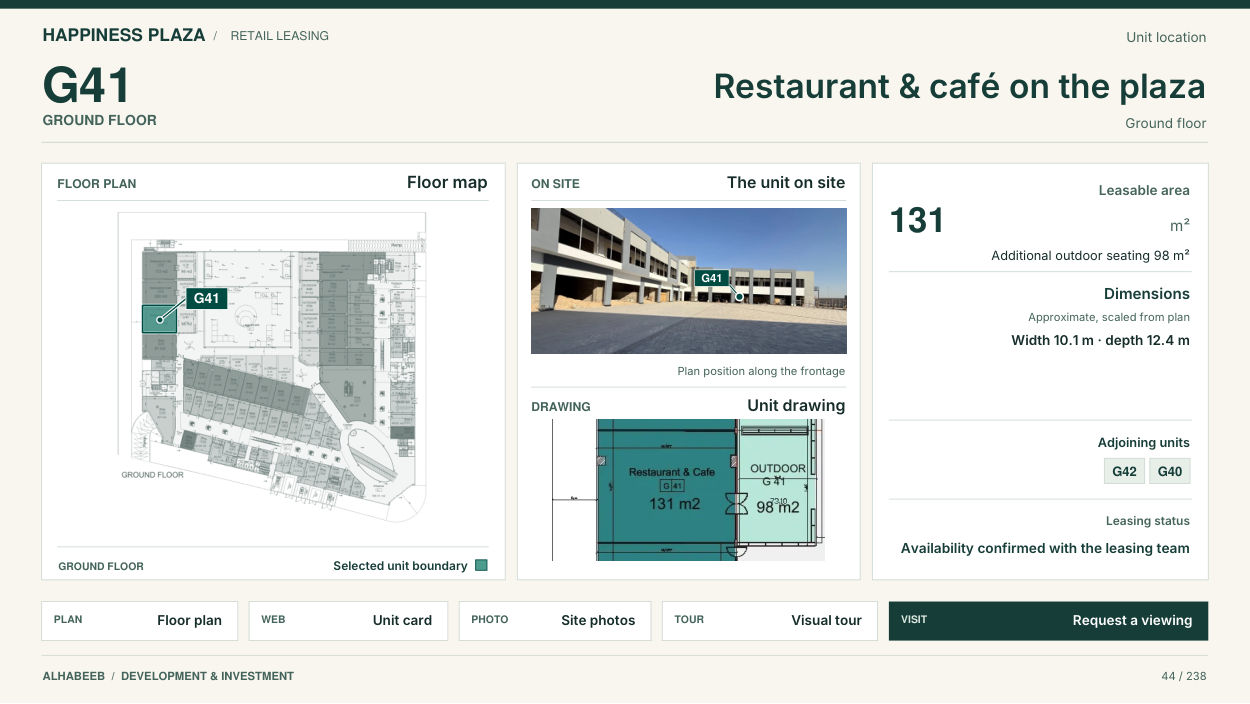 HAPPINESS PLAZA / RETAIL LEASING
Unit location
G41
Restaurant & café on the plaza
GROUND FLOOR
Ground floor
FLOOR PLAN
Floor map
G41
GROUND FLOOR
GROUND FLOOR
Selected unit boundary
ON SITE
The unit on site
G41
Plan position along the frontage
DRAWING
Unit drawing
Restaurant & Cafe
G 41
131 m2
OUTDOOR
G 41
98 m2
Leasable area
131 m²
Additional outdoor seating 98 m²
Dimensions
Approximate, scaled from plan
Width 10.1 m · depth 12.4 m
Adjoining units
G42 G40
Leasing status
Availability confirmed with the leasing team
PLAN Floor plan
WEB Unit card
PHOTO Site photos
TOUR Visual tour
VISIT Request a viewing
ALHABEEB / DEVELOPMENT & INVESTMENT
44 / 238